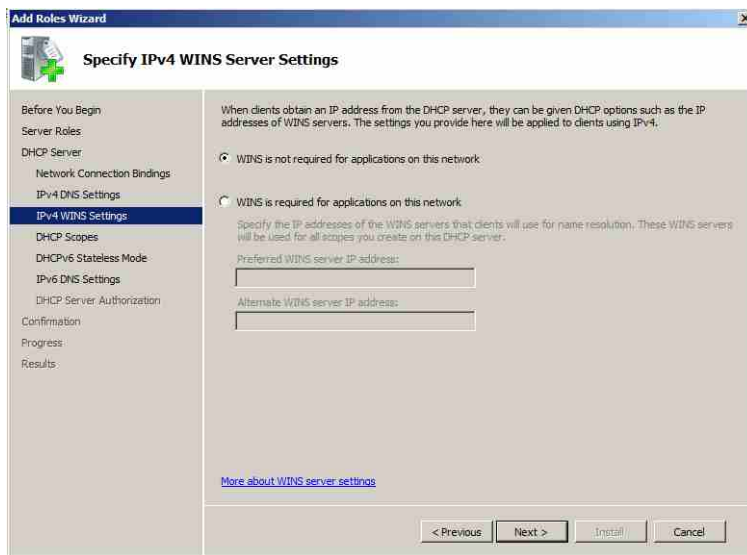 Add Roles Wizard
Specify IPv4 WINS Server Settings
Before You Begin
Server Roles
DHCP Server
Network Connection Bindings
IPv4 DNS Settings
IPv4 WINS Settings
DHCP Scopes
DHCPv6 Stateless Mode
IPv6 DNS Settings
DHCP Server Authorization
Confirmation
Progress
Results
When clients obtain an IP address from the DHCP server, they can be given DHCP options such as the IP
addresses of WINS servers. The settings you provide here will be applied to clients using IPv4.
WINS is not required for applications on this network
WINS is required for applications on this network
Specify the IP addresses of the WINS servers that clients will use for name resolution. These WINS servers
will be used for all scopes you create on this DHCP server.
Preferred WINS server IP address:
Alternate WINS server IP address:
More about WINS server settings
< Previous
Next >
Install
Cancel